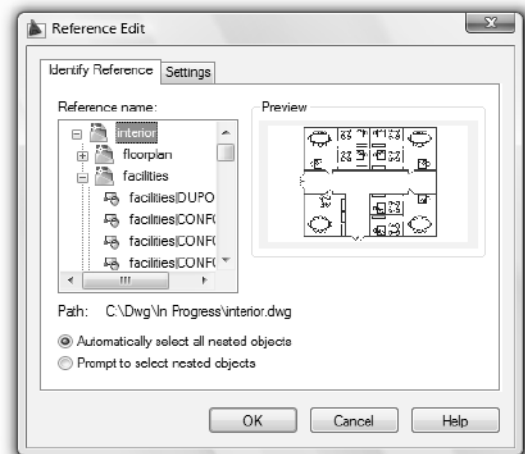 Reference Edit
Identify Reference Settings
Reference name:
Preview
interior
floorplan
facilities
facilities|DUPO
facilities|CONF
facilities|CONF
facilities|CONF
Path: C:\Dwg\In Progress\interior.dwg
Automatically select all nested objects
Prompt to select nested objects
OK Cancel Help